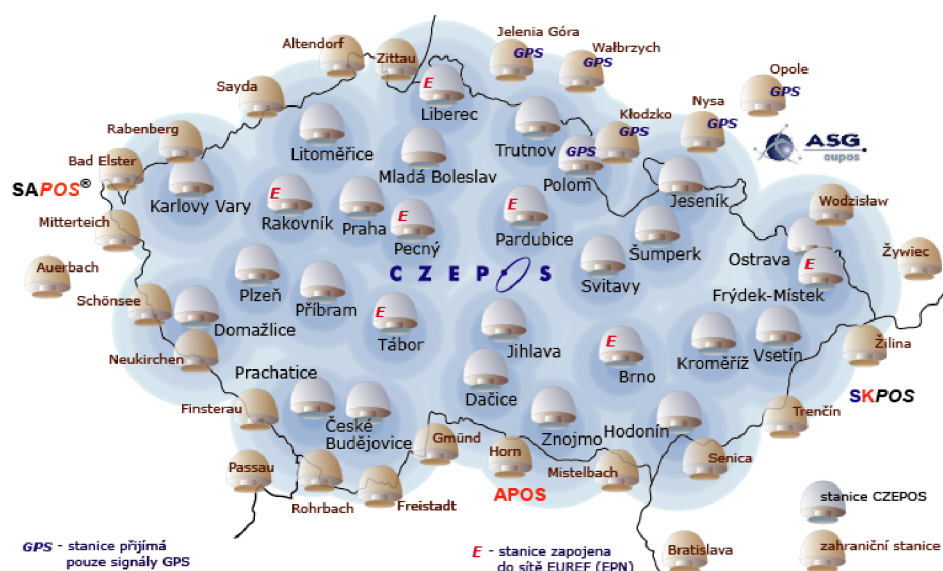 Jelenia Góra
GPS
Altendorf
Zittau
Wałbrzych
GPS
Opole
GPS
Sayda
E
Liberec
Kłodzko
GPS
Nysa
GPS
ASG
eupos
Rabenberg
Litoměřice
Trutnov
GPS
Bad Elster
Mladá Boleslav
Polom
SAPOS®
Karlovy Vary
E
Rakovník
Praha
E
Pecný
E
Pardubice
Jeseník
Wodzisław
Mitterteich
Šumperk
Ostrava
Żywiec
Auerbach
CZEPOS
Svitavy
E
Frýdek-Místek
Schönsee
Plzeň
Příbram
E
Tábor
Domažlice
Jihlava
E
Brno
Kroměříž
Vsetín
Žilina
Neukirchen
Prachatice
Dačice
SKPOS
Finsterau
České
Budějovice
Gmünd
Znojmo
Hodonín
Trenčín
Passau
Horn
Mistelbach
Senica
Rohrbach
Freistadt
APOS
stanice CZEPOS
GPS - stanice přijímá
pouze signály GPS
E - stanice zapojena
do sítě EUREF (EPN)
Bratislava
zahraniční stanice